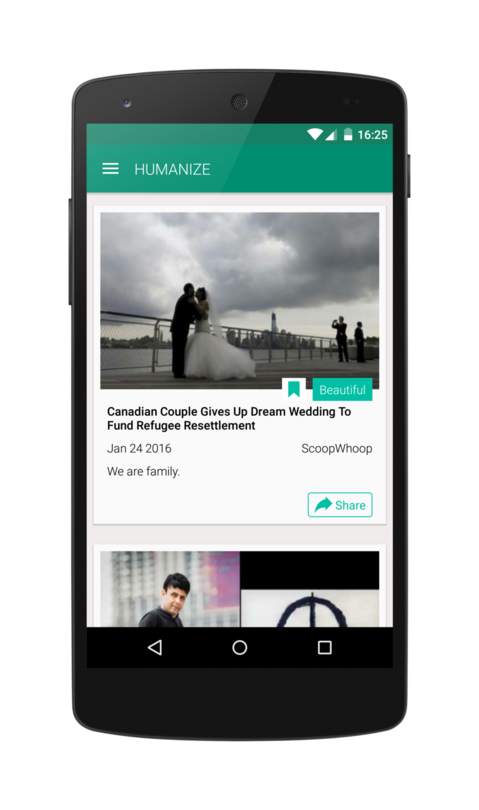 16:25
HUMANIZE
Beautiful
Canadian Couple Gives Up Dream Wedding To
Fund Refugee Resettlement
Jan 24 2016 ScoopWhoop
We are family.
Share